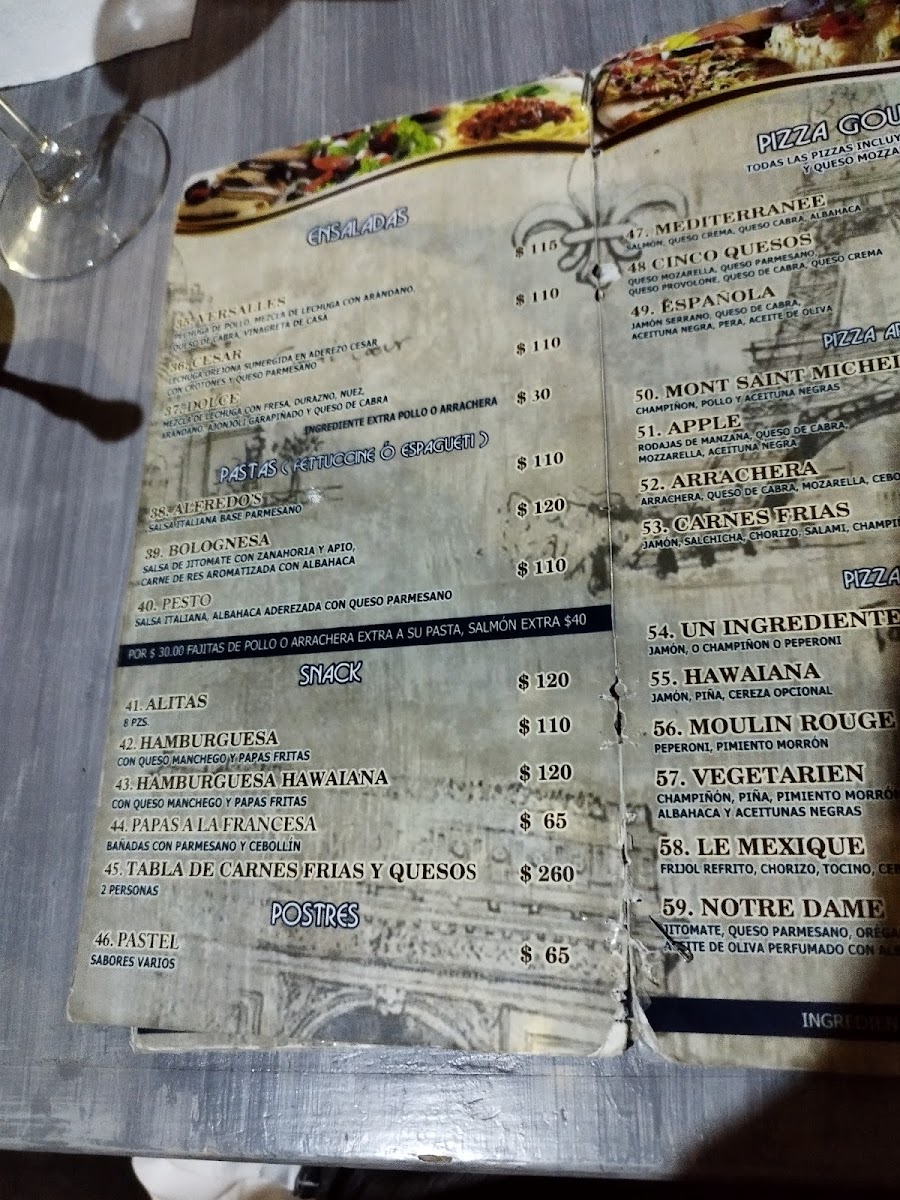 ENSALADAS
$ 115
35. VERSALLES
PECHUGA DE POLLO, MEZCLA DE LECHUGA CON ARÁNDANO,
QUESO DE CABRA, VINAGRETA DE CASA
$ 110
36. CESAR
LECHUGA OREJONA SUMERGIDA EN ADEREZO CESAR
CON CROTONES Y QUESO PARMESANO
$ 110
37. DOLCE
MEZCLA DE LECHUGA CON FRESA, DURAZNO, NUEZ,
ARÁNDANO, AJONJOLÍ GARAPIÑADO Y QUESO DE CABRA
INGREDIENTE EXTRA POLLO O ARRACHERA $ 30
PASTAS ( FETTUCCINE Ó ESPAGUETI )
$ 110
38. ALFREDO'S
SALSA ITALIANA BASE PARMESANO
$ 120
39. BOLOGNESA
SALSA DE JITOMATE CON ZANAHORIA Y APIO,
CARNE DE RES AROMATIZADA CON ALBAHACA
$ 110
40. PESTO
SALSA ITALIANA, ALBAHACA ADEREZADA CON QUESO PARMESANO
POR $ 30.00 FAJITAS DE POLLO O ARRACHERA EXTRA A SU PASTA, SALMÓN EXTRA $40
SNACK
41. ALITAS $ 120
8 PZS.
42. HAMBURGUESA $ 110
CON QUESO MANCHEGO Y PAPAS FRITAS
43. HAMBURGUESA HAWAIANA $ 120
CON QUESO MANCHEGO Y PAPAS FRITAS
44. PAPAS A LA FRANCESA $ 65
BAÑADAS CON PARMESANO Y CEBOLLÍN
45. TABLA DE CARNES FRIAS Y QUESOS $ 260
2 PERSONAS
POSTRES
46. PASTEL $ 65
SABORES VARIOS
PIZZA GOU
TODAS LAS PIZZAS INCLUY
Y QUESO MOZZA
47. MEDITERRANEE
SALMÓN, QUESO CREMA, QUESO CABRA, ALBAHACA
48 CINCO QUESOS
QUESO MOZARELLA, QUESO PARMESANO,
QUESO PROVOLONE, QUESO DE CABRA, QUESO CREMA
49. ESPAÑOLA
JAMÓN SERRANO, QUESO DE CABRA,
ACEITUNA NEGRA, PERA, ACEITE DE OLIVA
PIZZA AR
50. MONT SAINT MICHEL
CHAMPIÑON, POLLO Y ACEITUNA NEGRAS
51. APPLE
RODAJAS DE MANZANA, QUESO DE CABRA,
MOZZARELLA, ACEITUNA NEGRA
52. ARRACHERA
ARRACHERA, QUESO DE CABRA, MOZARELLA, CEBO
53. CARNES FRIAS
JAMÓN, SALCHICHA, CHORIZO, SALAMI, CHAMPIÑ
PIZZA
54. UN INGREDIENTE
JAMÓN, O CHAMPIÑON O PEPERONI
55. HAWAIANA
JAMÓN, PIÑA, CEREZA OPCIONAL
56. MOULIN ROUGE
PEPERONI, PIMIENTO MORRÓN
57. VEGETARIEN
CHAMPIÑÓN, PIÑA, PIMIENTO MORRÓN
ALBAHACA Y ACEITUNAS NEGRAS
58. LE MEXIQUE
FRIJOL REFRITO, CHORIZO, TOCINO, CEB
59. NOTRE DAME
JITOMATE, QUESO PARMESANO, OREGA
ACEITE DE OLIVA PERFUMADO CON AL
INGREDIEN